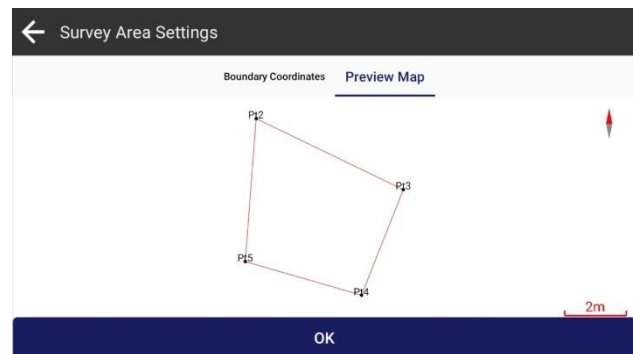 Survey Area Settings
Boundary Coordinates
Preview Map
Pt2
Pt3
Pt5
Pt4
2m
OK